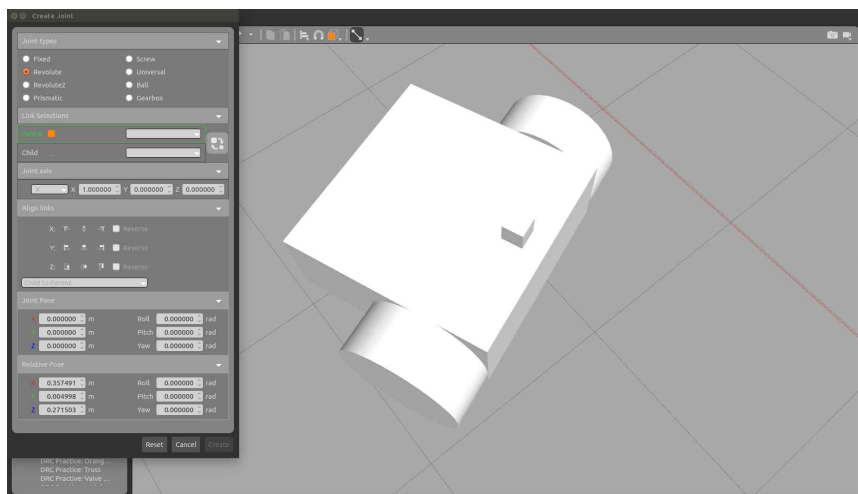 Create Joint
Joint types
Fixed Screw
Revolute Universal
Revolute2 Ball
Prismatic Gearbox
Link Selections
Parent
Child ...
Joint axis
X X 1.000000 Y 0.000000 Z 0.000000
Align links
X: Reverse
Y: Reverse
Z: Reverse
Child to Parent
Joint Pose
X 0.000000 m Roll 0.000000 rad
Y 0.000000 m Pitch 0.000000 rad
Z 0.000000 m Yaw 0.000000 rad
Relative Pose
X 0.357491 m Roll 0.000000 rad
Y 0.004998 m Pitch 0.000000 rad
Z 0.271503 m Yaw 0.000000 rad
Reset Cancel Create
DRC Practice: Orang...
DRC Practice: Truss
DRC Practive: Valve ...